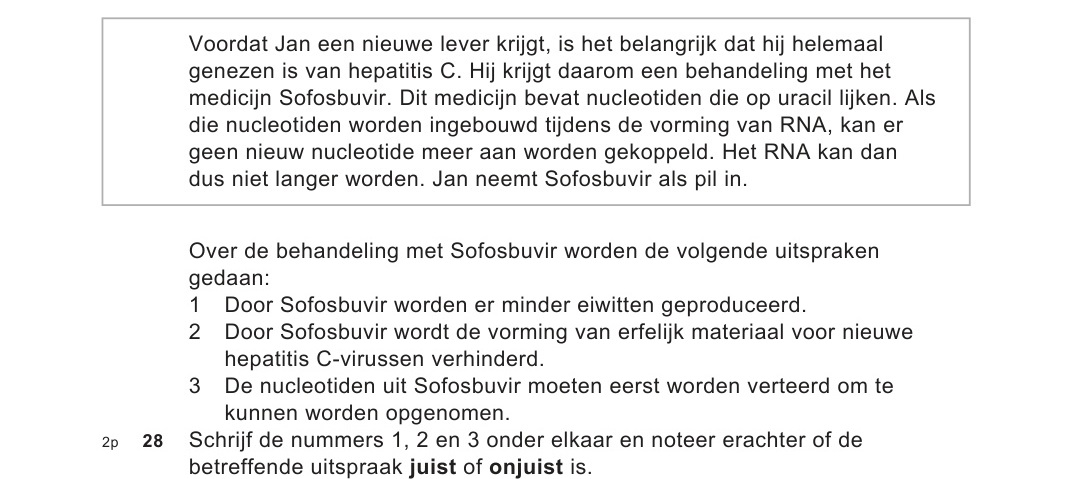 Voordat Jan een nieuwe lever krijgt, is het belangrijk dat hij helemaal
genezen is van hepatitis C. Hij krijgt daarom een behandeling met het
medicijn Sofosbuvir. Dit medicijn bevat nucleotiden die op uracil lijken. Als
die nucleotiden worden ingebouwd tijdens de vorming van RNA, kan er
geen nieuw nucleotide meer aan worden gekoppeld. Het RNA kan dan
dus niet langer worden. Jan neemt Sofosbuvir als pil in.
Over de behandeling met Sofosbuvir worden de volgende uitspraken
gedaan:
1 Door Sofosbuvir worden er minder eiwitten geproduceerd.
2 Door Sofosbuvir wordt de vorming van erfelijk materiaal voor nieuwe
hepatitis C-virussen verhinderd.
3 De nucleotiden uit Sofosbuvir moeten eerst worden verteerd om te
kunnen worden opgenomen.
2p 28 Schrijf de nummers 1, 2 en 3 onder elkaar en noteer erachter of de
betreffende uitspraak juist of onjuist is.